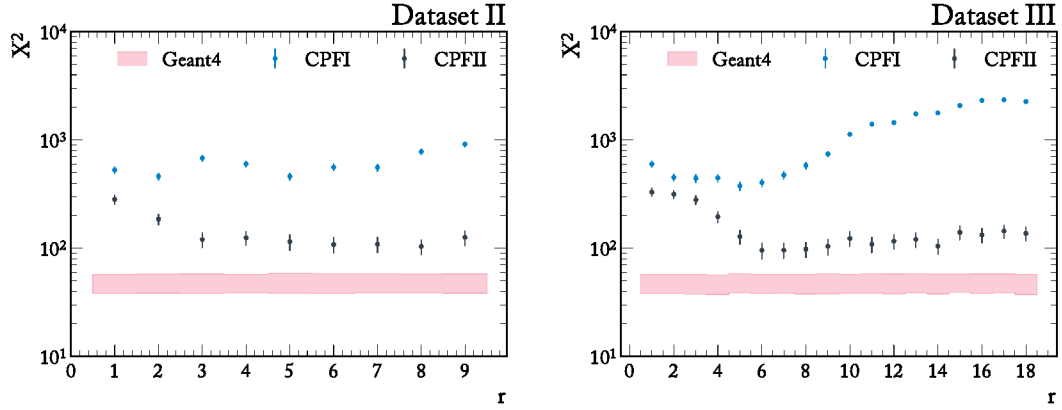 Dataset II
X²
10⁴
10³
10²
10¹
Geant4 CPFI CPFII
0 1 2 3 4 5 6 7 8 9
r
Dataset III
X²
10⁴
10³
10²
10¹
Geant4 CPFI CPFII
0 2 4 6 8 10 12 14 16 18
r